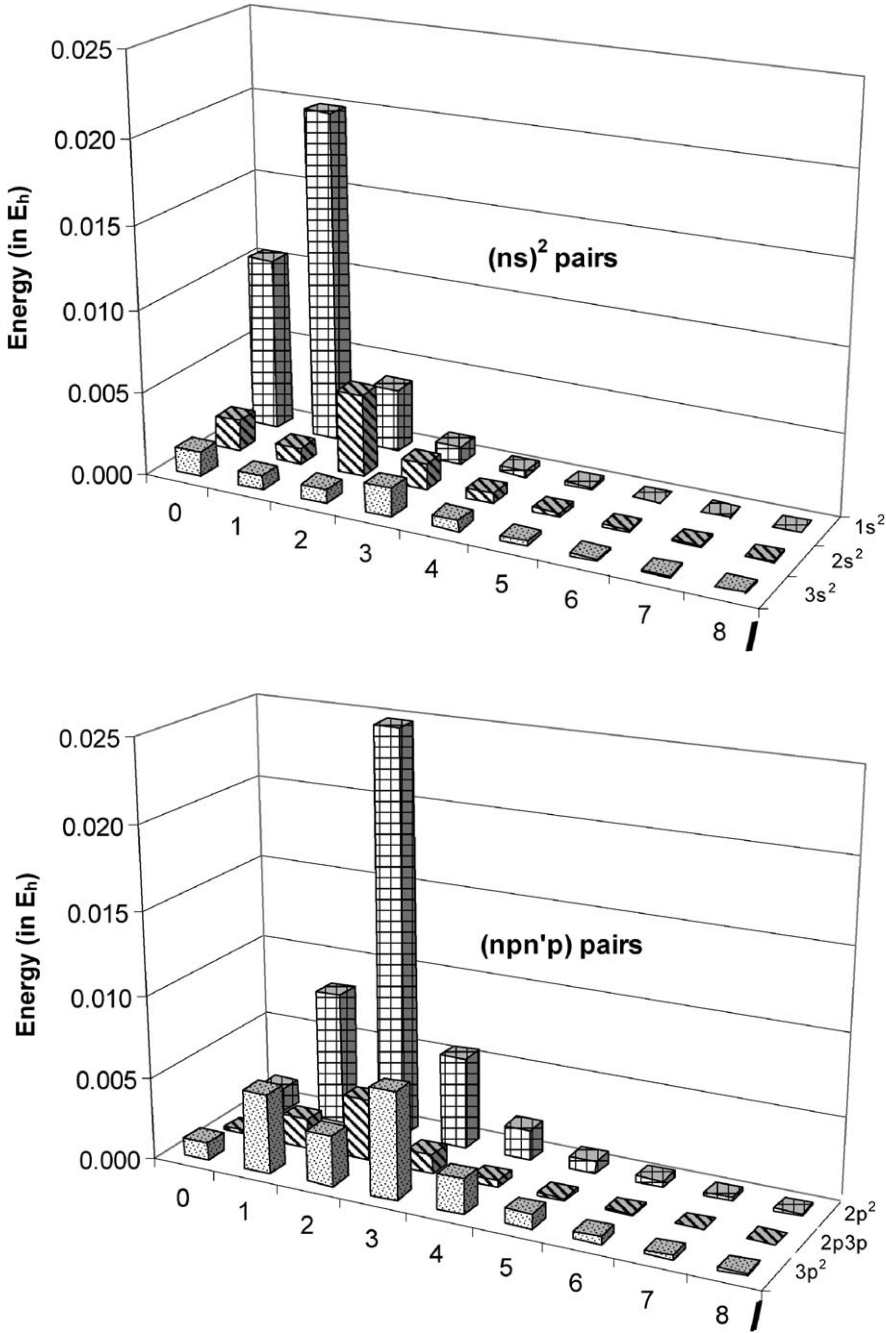 0.025
0.020
0.015
0.010
0.005
0.000
Energy (in Eₕ)
(ns)² pairs
0 1 2 3 4 5 6 7 8
l
1s²
2s²
3s²
0.025
0.020
0.015
0.010
0.005
0.000
Energy (in Eₕ)
(npn'p) pairs
0 1 2 3 4 5 6 7 8
l
2p²
2p3p
3p²